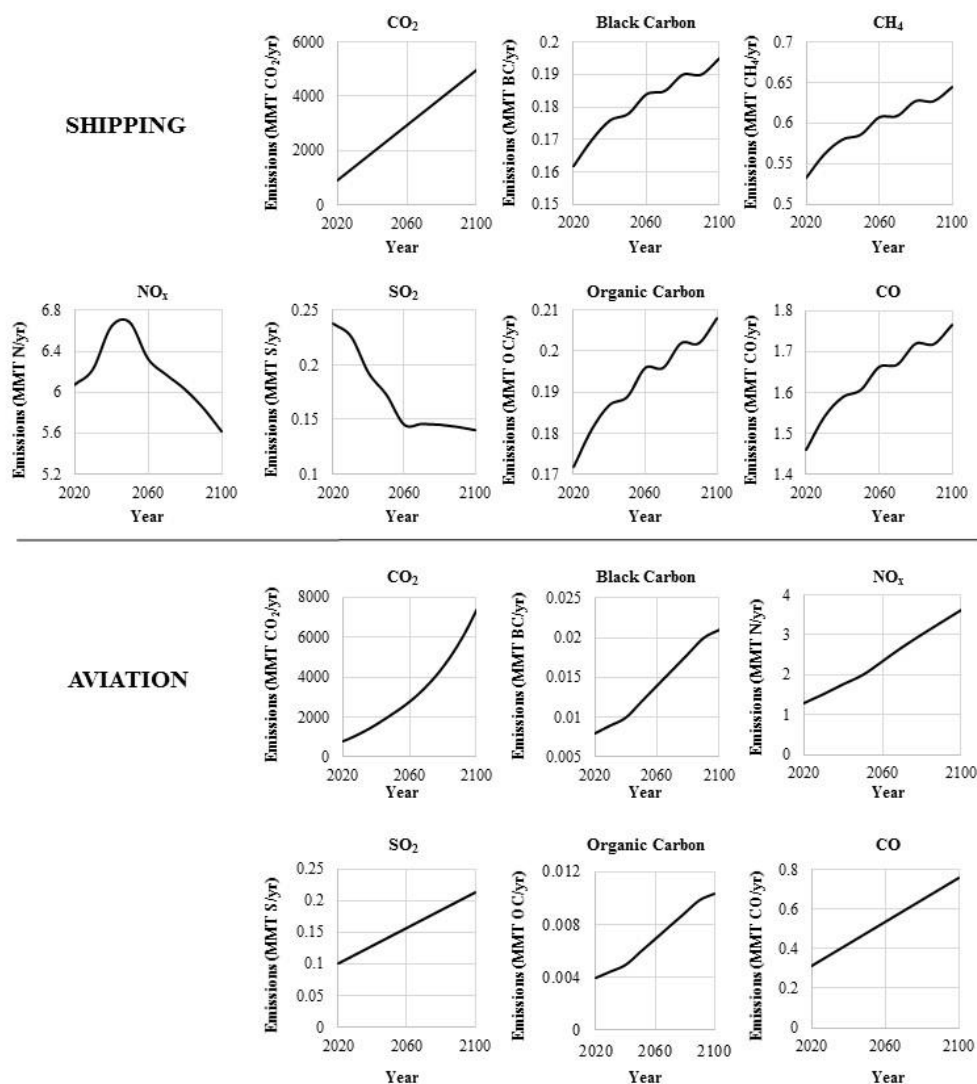 SHIPPING
CO₂
Emissions (MMT CO₂/yr)
6000
4000
2000
0
2020 2060 2100
Year
Black Carbon
Emissions (MMT BC/yr)
0.2
0.19
0.18
0.17
0.16
0.15
2020 2060 2100
Year
CH₄
Emissions (MMT CH₄/yr)
0.7
0.65
0.6
0.55
0.5
2020 2060 2100
Year
NOₓ
Emissions (MMT N/yr)
6.8
6.4
6
5.6
5.2
2020 2060 2100
Year
SO₂
Emissions (MMT S/yr)
0.25
0.2
0.15
0.1
2020 2060 2100
Year
Organic Carbon
Emissions (MMT OC/yr)
0.21
0.2
0.19
0.18
0.17
2020 2060 2100
Year
CO
Emissions (MMT CO/yr)
1.8
1.7
1.6
1.5
1.4
2020 2060 2100
Year
AVIATION
CO₂
Emissions (MMT CO₂/yr)
8000
6000
4000
2000
0
2020 2060 2100
Year
Black Carbon
Emissions (MMT BC/yr)
0.025
0.02
0.015
0.01
0.005
2020 2060 2100
Year
NOₓ
Emissions (MMT N/yr)
4
3
2
1
0
2020 2060 2100
Year
SO₂
Emissions (MMT S/yr)
0.25
0.2
0.15
0.1
0.05
0
2020 2060 2100
Year
Organic Carbon
Emissions (MMT OC/yr)
0.012
0.008
0.004
0
2020 2060 2100
Year
CO
Emissions (MMT CO/yr)
0.8
0.6
0.4
0.2
0
2020 2060 2100
Year